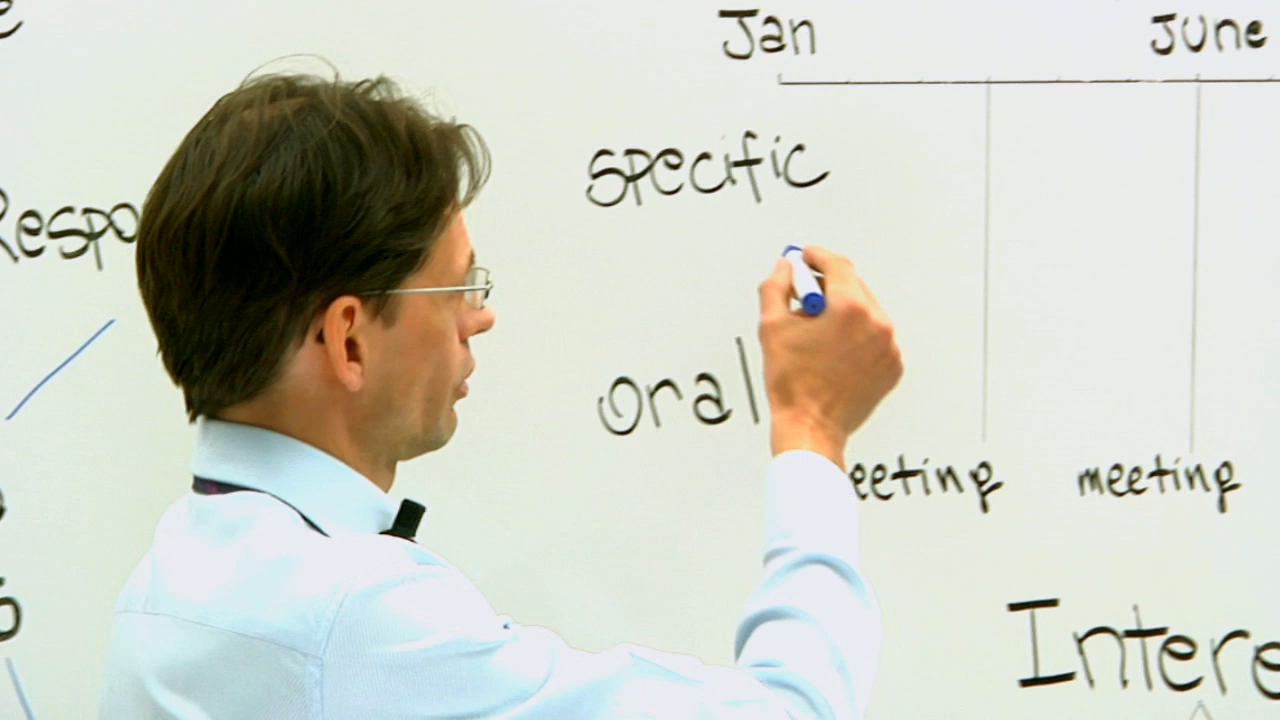 Jan June
specific
Respo
oral
eeting meeting
Intere